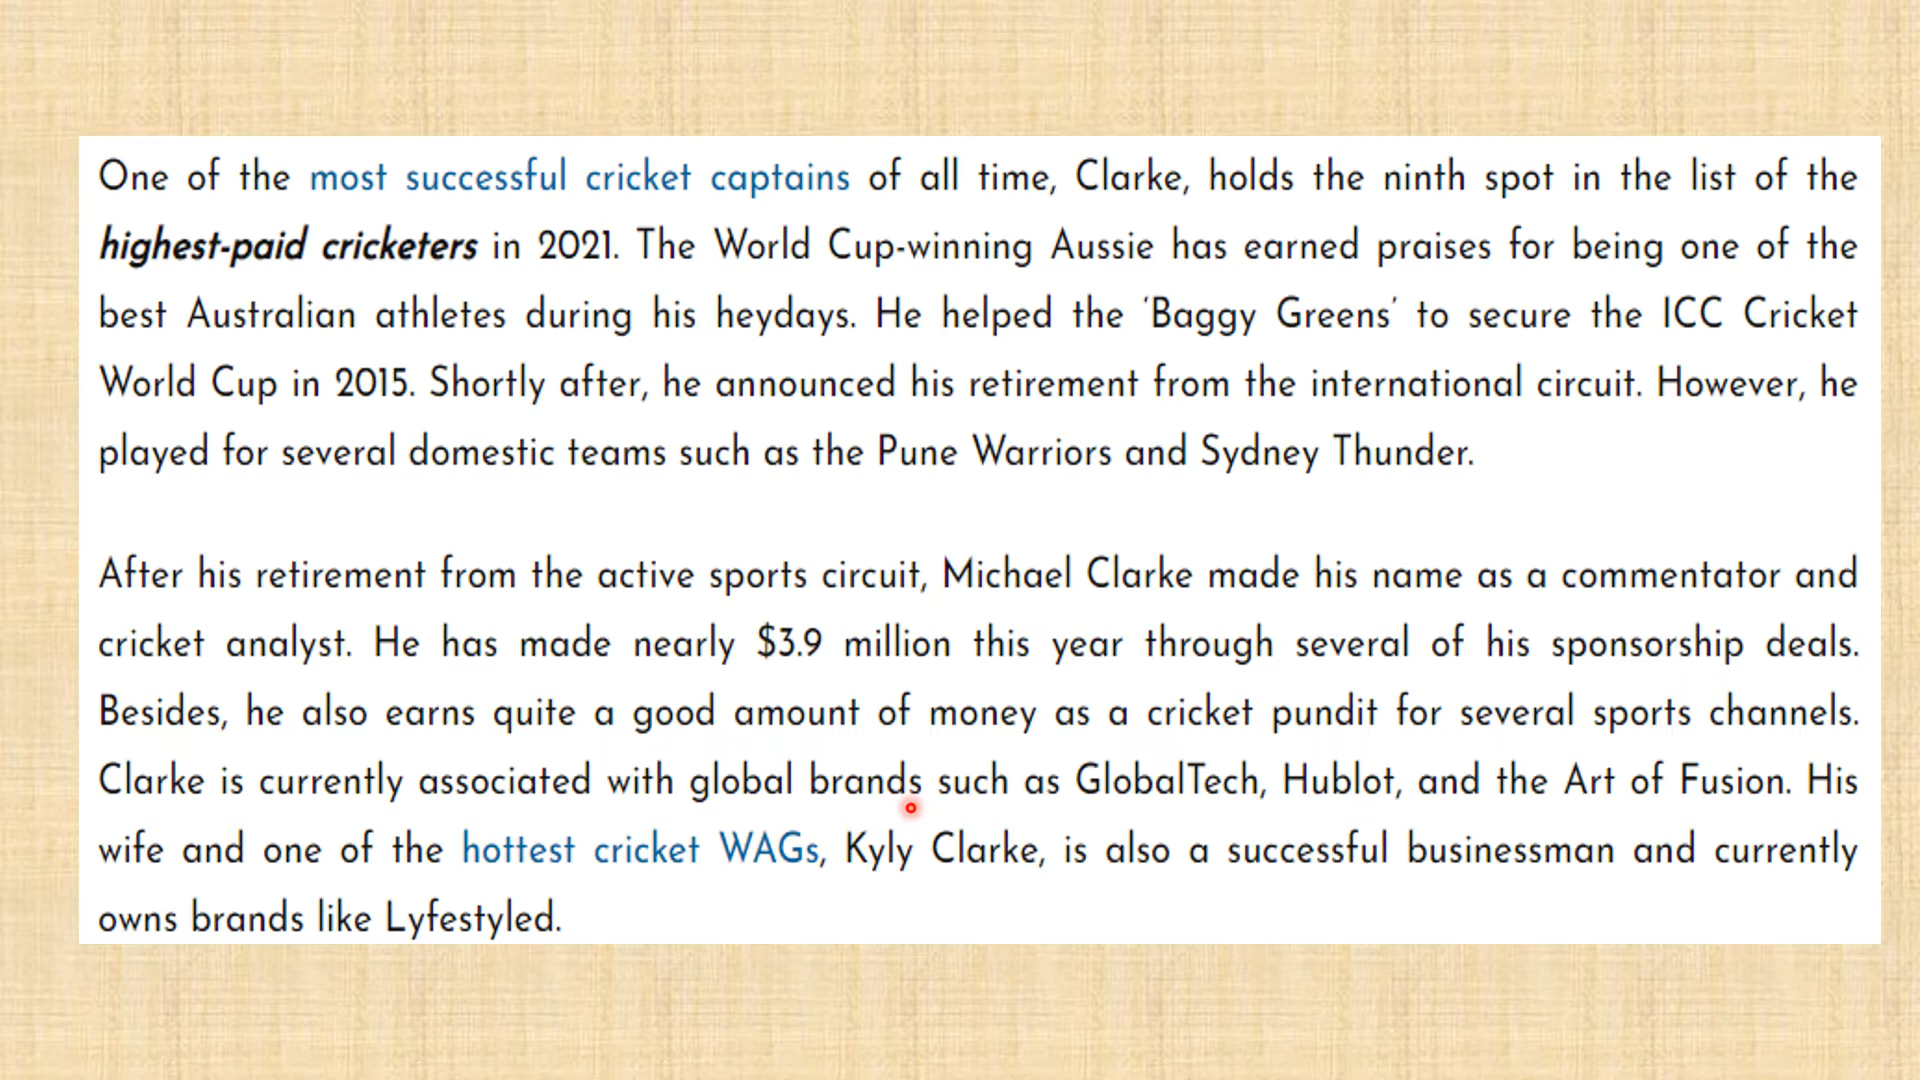 One of the most successful cricket captains of all time, Clarke, holds the ninth spot in the list of the
highest-paid cricketers in 2021. The World Cup-winning Aussie has earned praises for being one of the
best Australian athletes during his heydays. He helped the ‘Baggy Greens’ to secure the ICC Cricket
World Cup in 2015. Shortly after, he announced his retirement from the international circuit. However, he
played for several domestic teams such as the Pune Warriors and Sydney Thunder.
After his retirement from the active sports circuit, Michael Clarke made his name as a commentator and
cricket analyst. He has made nearly $3.9 million this year through several of his sponsorship deals.
Besides, he also earns quite a good amount of money as a cricket pundit for several sports channels.
Clarke is currently associated with global brands such as GlobalTech, Hublot, and the Art of Fusion. His
wife and one of the hottest cricket WAGs, Kyly Clarke, is also a successful businessman and currently
owns brands like Lyfestyled.